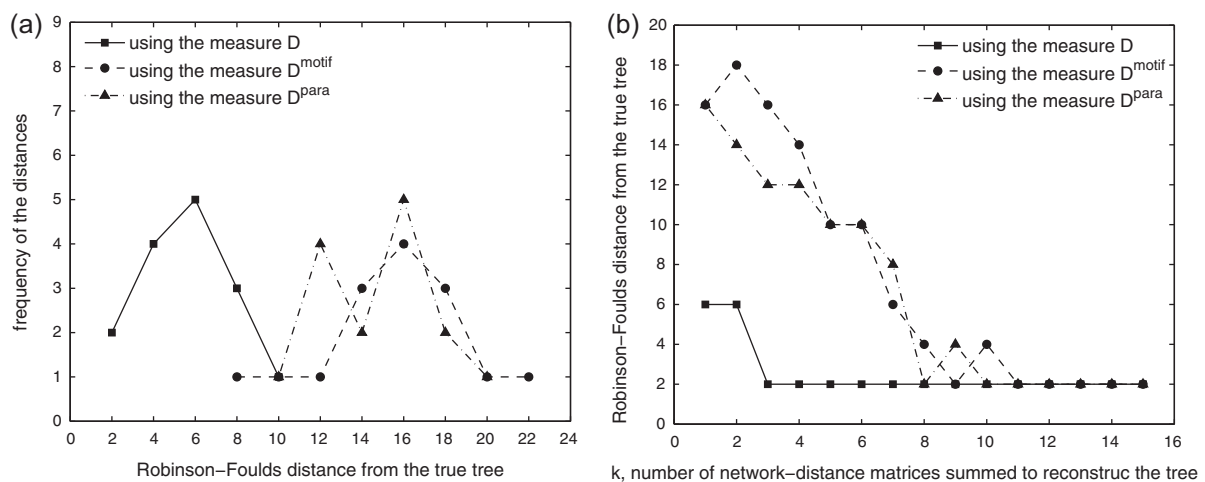 (a)
9
8
7
6
5
4
3
2
1
0
frequency of the distances
using the measure D
using the measure D^motif
using the measure D^para
0 2 4 6 8 10 12 14 16 18 20 22 24
Robinson−Foulds distance from the true tree
(b)
20
18
16
14
12
10
8
6
4
2
0
Robinson−Foulds distance from the true tree
using the measure D
using the measure D^motif
using the measure D^para
0 2 4 6 8 10 12 14 16
k, number of network−distance matrices summed to reconstruc the tree